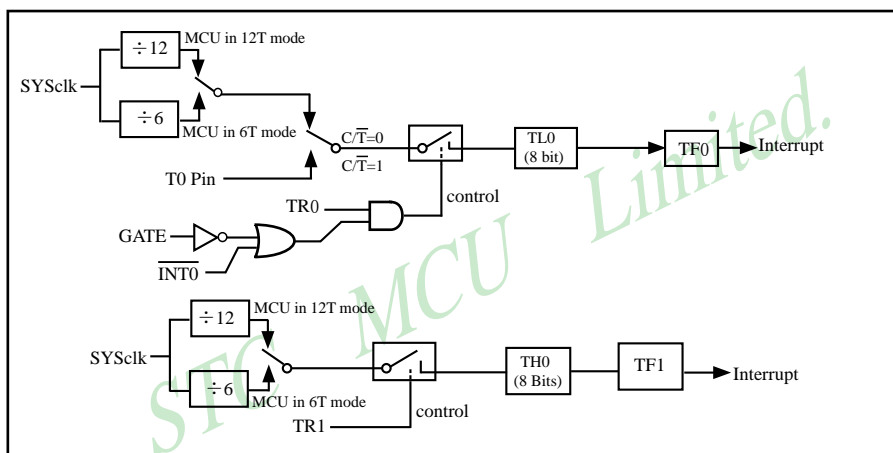 ÷12
MCU in 12T mode
SYSclk
÷6
MCU in 6T mode
C/T̅=0
C/T̅=1
T0 Pin
TL0
(8 bit)
TF0
Interrupt
control
TR0
GATE
I̅N̅T̅0̅
÷12
MCU in 12T mode
SYSclk
÷6
MCU in 6T mode
TH0
(8 Bits)
TF1
Interrupt
control
TR1
STC MCU Limited.